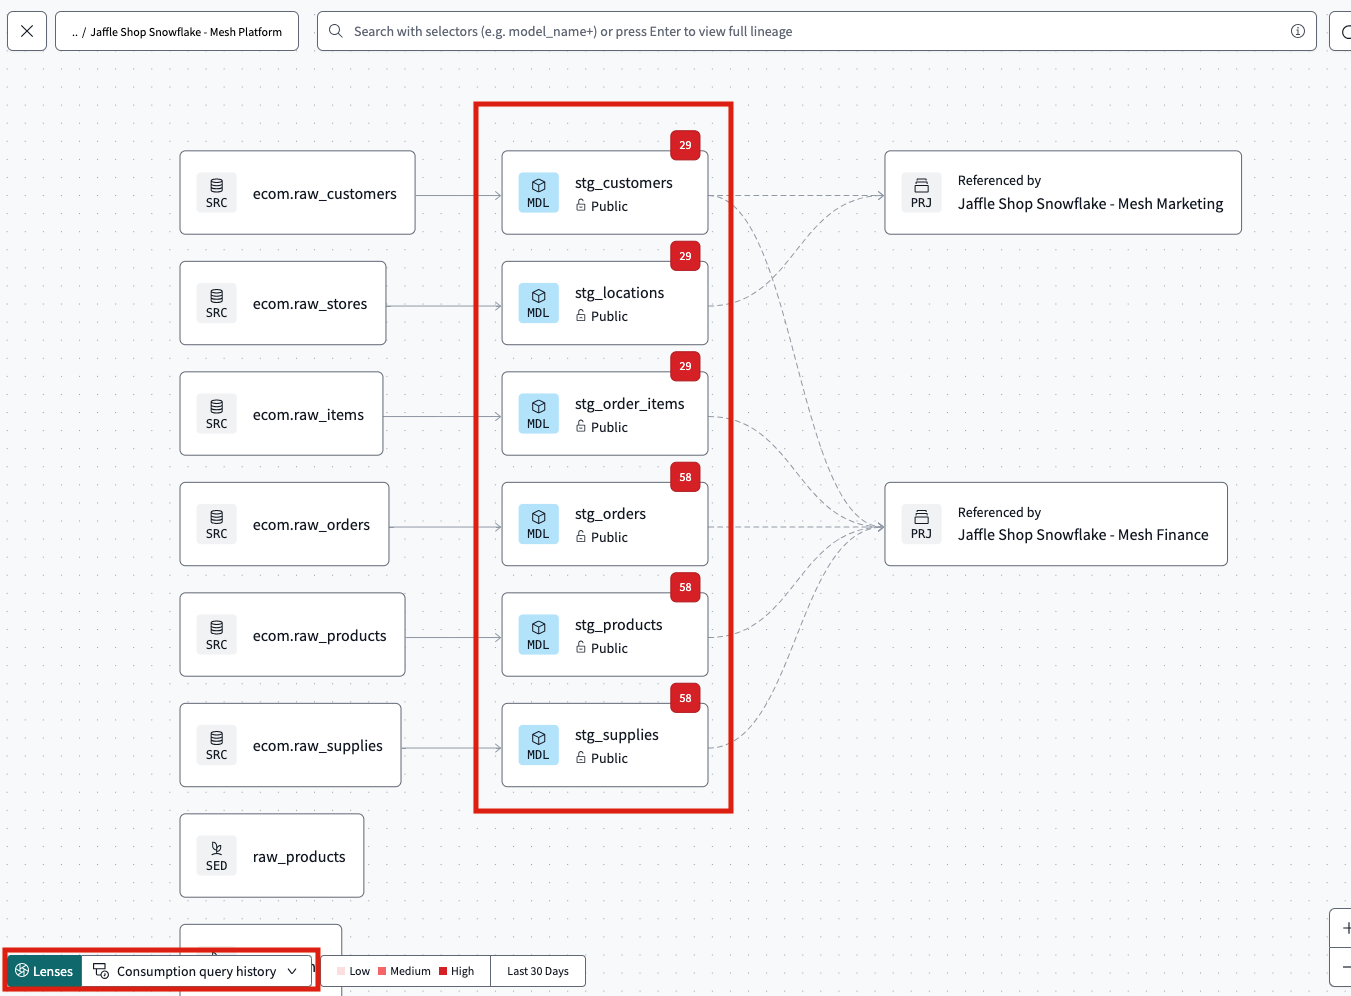 .. / Jaffle Shop Snowflake - Mesh Platform
Search with selectors (e.g. model_name+) or press Enter to view full lineage
SRC
ecom.raw_customers
29
MDL
stg_customers
Public
PRJ
Referenced by
Jaffle Shop Snowflake - Mesh Marketing
SRC
ecom.raw_stores
29
MDL
stg_locations
Public
SRC
ecom.raw_items
29
MDL
stg_order_items
Public
SRC
ecom.raw_orders
58
MDL
stg_orders
Public
PRJ
Referenced by
Jaffle Shop Snowflake - Mesh Finance
SRC
ecom.raw_products
58
MDL
stg_products
Public
SRC
ecom.raw_supplies
58
MDL
stg_supplies
Public
SED
raw_products
Lenses
Consumption query history
Low
Medium
High
Last 30 Days